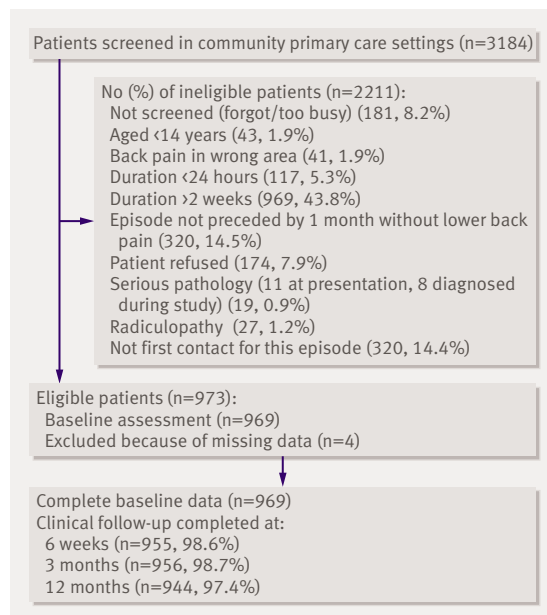 Patients screened in community primary care settings (n=3184)
No (%) of ineligible patients (n=2211):
Not screened (forgot/too busy) (181, 8.2%)
Aged <14 years (43, 1.9%)
Back pain in wrong area (41, 1.9%)
Duration <24 hours (117, 5.3%)
Duration >2 weeks (969, 43.8%)
Episode not preceded by 1 month without lower back
pain (320, 14.5%)
Patient refused (174, 7.9%)
Serious pathology (11 at presentation, 8 diagnosed
during study) (19, 0.9%)
Radiculopathy (27, 1.2%)
Not first contact for this episode (320, 14.4%)
Eligible patients (n=973):
Baseline assessment (n=969)
Excluded because of missing data (n=4)
Complete baseline data (n=969)
Clinical follow-up completed at:
6 weeks (n=955, 98.6%)
3 months (n=956, 98.7%)
12 months (n=944, 97.4%)